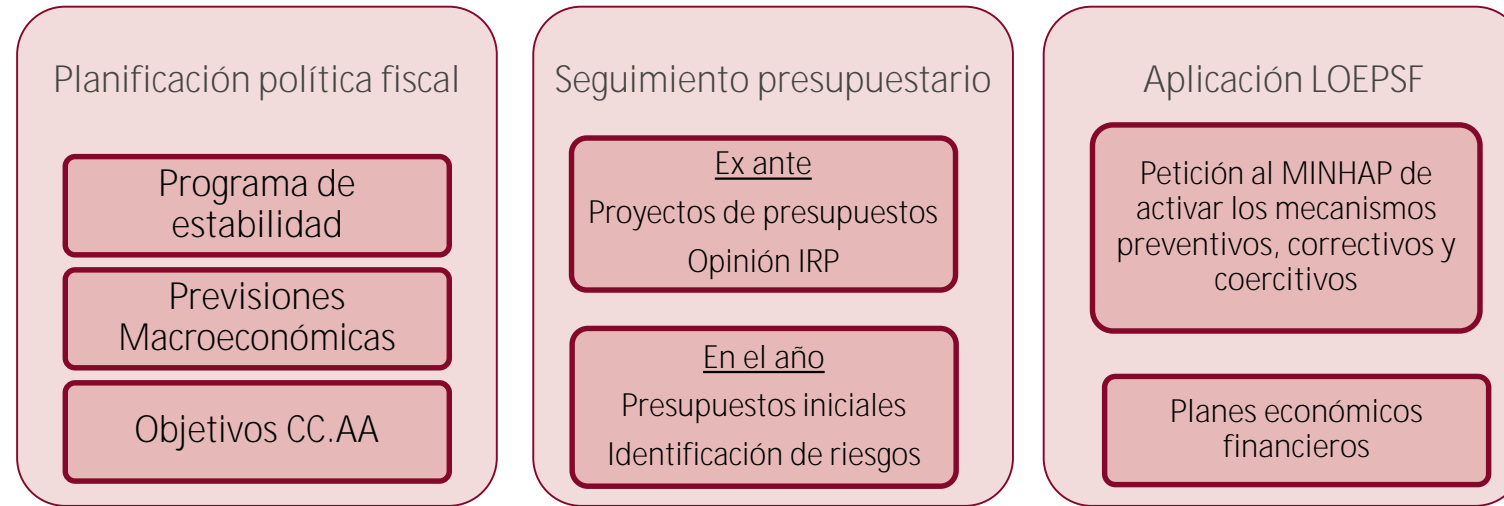 Planificación política fiscal
Programa de
estabilidad
Previsiones
Macroeconómicas
Objetivos CC.AA
Seguimiento presupuestario
Ex ante
Proyectos de presupuestos
Opinión IRP
En el año
Presupuestos iniciales
Identificación de riesgos
Aplicación LOEPSF
Petición al MINHAP de
activar los mecanismos
preventivos, correctivos y
coercitivos
Planes económicos
financieros